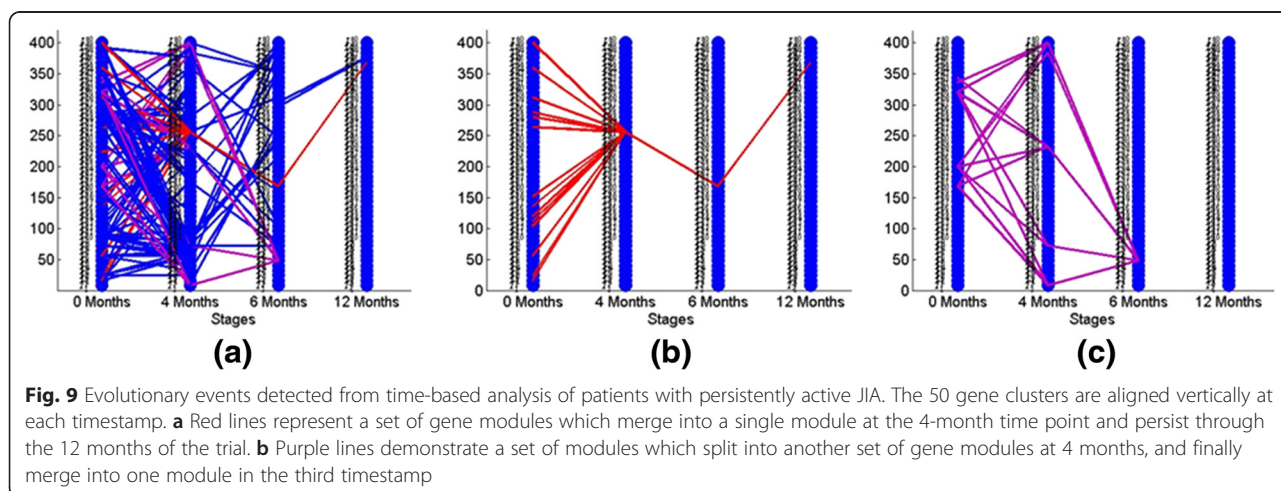 400
350
300
250
200
150
100
50
0 Months 4 Months 6 Months 12 Months
Stages
(a)
400
350
300
250
200
150
100
50
0
0 Months 4 Months 6 Months 12 Months
Stages
(b)
400
350
300
250
200
150
100
50
0
0 Months 4 Months 6 Months 12 Months
Stages
(c)
Fig. 9 Evolutionary events detected from time-based analysis of patients with persistently active JIA. The 50 gene clusters are aligned vertically at
each timestamp. a Red lines represent a set of gene modules which merge into a single module at the 4-month time point and persist through
the 12 months of the trial. b Purple lines demonstrate a set of modules which split into another set of gene modules at 4 months, and finally
merge into one module in the third timestamp